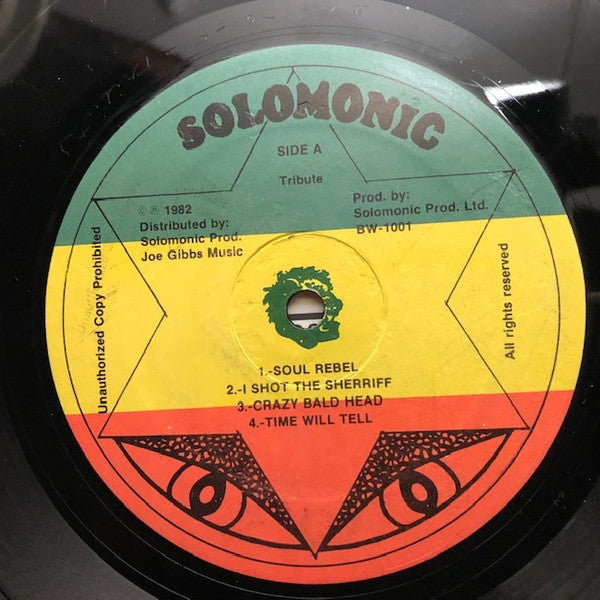 SOLOMONIC
SIDE A
Tribute
© ℗ 1982
Distributed by:
Solomonic Prod.
Joe Gibbs Music
Prod. by:
Solomonic Prod. Ltd.
BW-1001
Unauthorized Copy Prohibited
All rights reserved
1.-SOUL REBEL
2.-I SHOT THE SHERRIFF
3.-CRAZY BALD HEAD
4.-TIME WILL TELL